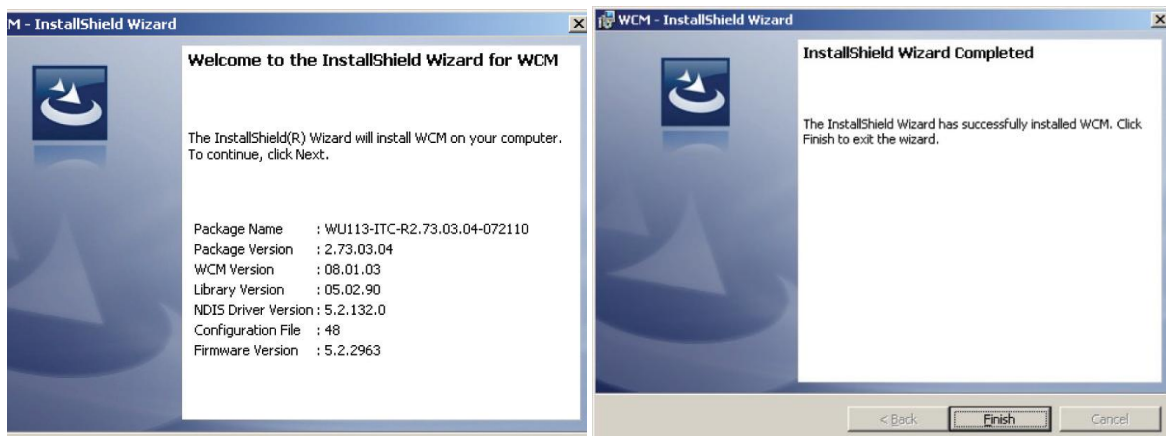 M - InstallShield Wizard
Welcome to the InstallShield Wizard for WCM
The InstallShield(R) Wizard will install WCM on your computer.
To continue, click Next.
Package Name : WU113-ITC-R2.73.03.04-072110
Package Version : 2.73.03.04
WCM Version : 08.01.03
Library Version : 05.02.90
NDIS Driver Version : 5.2.132.0
Configuration File : 48
Firmware Version : 5.2.2963
WCM - InstallShield Wizard
InstallShield Wizard Completed
The InstallShield Wizard has successfully installed WCM. Click
Finish to exit the wizard.
< Back Finish Cancel